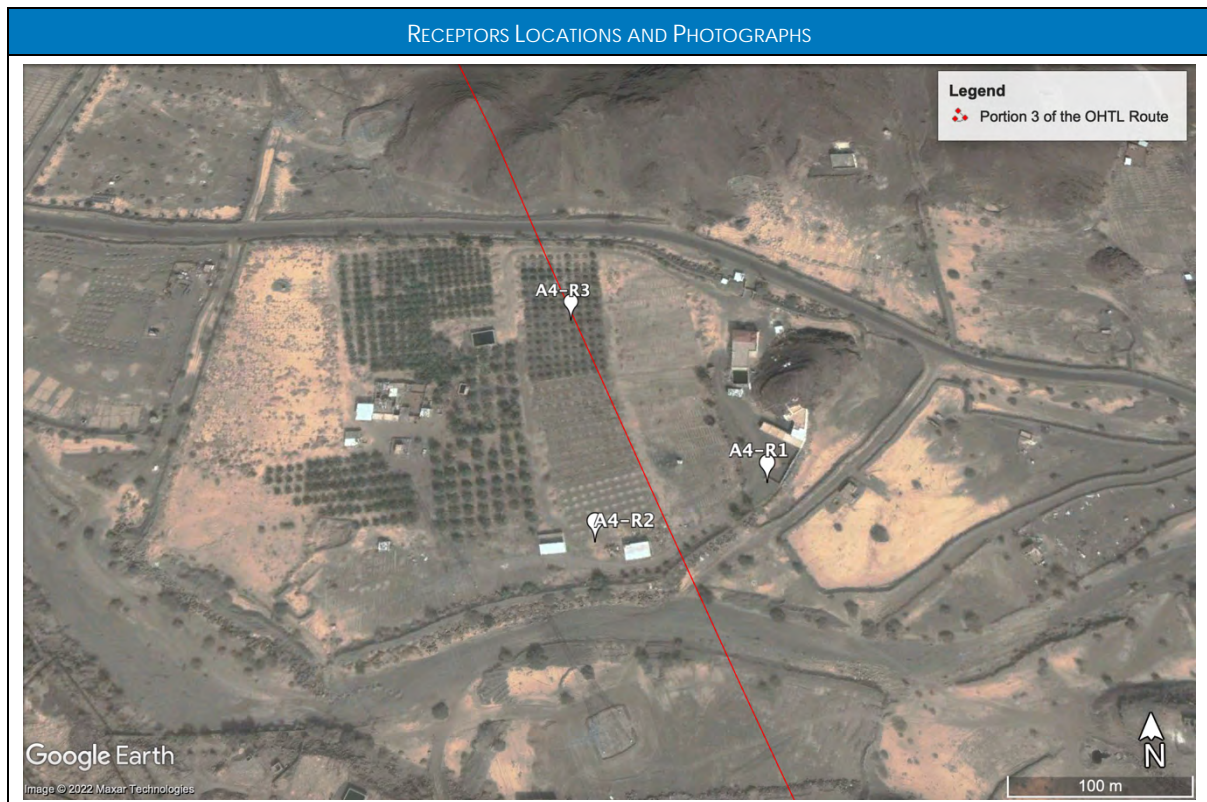 RECEPTORS LOCATIONS AND PHOTOGRAPHS
Legend
Portion 3 of the OHTL Route
A4-R3
A4-R1
A4-R2
Google Earth
N
Image © 2022 Maxar Technologies
100 m